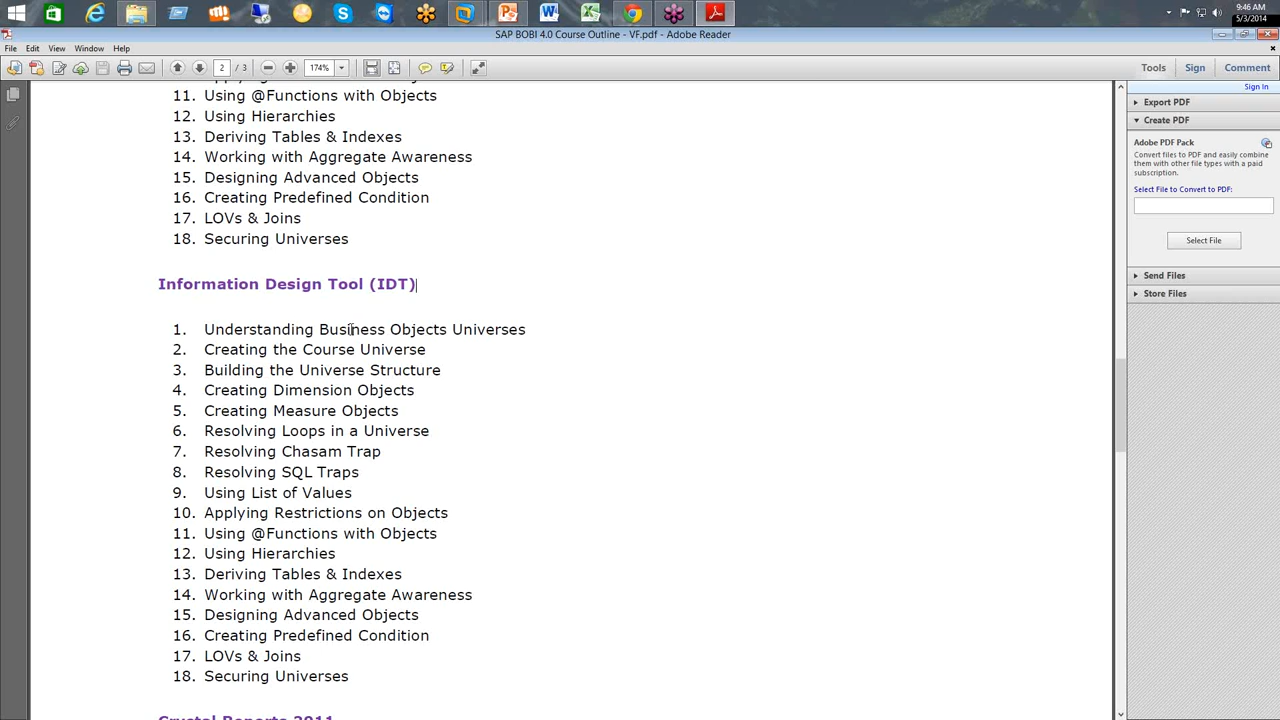 9:46 AM
5/3/2014
SAP BOBI 4.0 Course Outline - VF.pdf - Adobe Reader
File Edit View Window Help
2 / 3 174% Tools Sign Comment
Sign In
11. Using @Functions with Objects
12. Using Hierarchies
13. Deriving Tables & Indexes
14. Working with Aggregate Awareness
15. Designing Advanced Objects
16. Creating Predefined Condition
17. LOVs & Joins
18. Securing Universes
Information Design Tool (IDT)
1. Understanding Business Objects Universes
2. Creating the Course Universe
3. Building the Universe Structure
4. Creating Dimension Objects
5. Creating Measure Objects
6. Resolving Loops in a Universe
7. Resolving Chasam Trap
8. Resolving SQL Traps
9. Using List of Values
10. Applying Restrictions on Objects
11. Using @Functions with Objects
12. Using Hierarchies
13. Deriving Tables & Indexes
14. Working with Aggregate Awareness
15. Designing Advanced Objects
16. Creating Predefined Condition
17. LOVs & Joins
18. Securing Universes
Crystal Reports 2011
Export PDF
Create PDF
Adobe PDF Pack
Convert files to PDF and easily combine
them with other file types with a paid
subscription.
Select File to Convert to PDF:
Select File
Send Files
Store Files